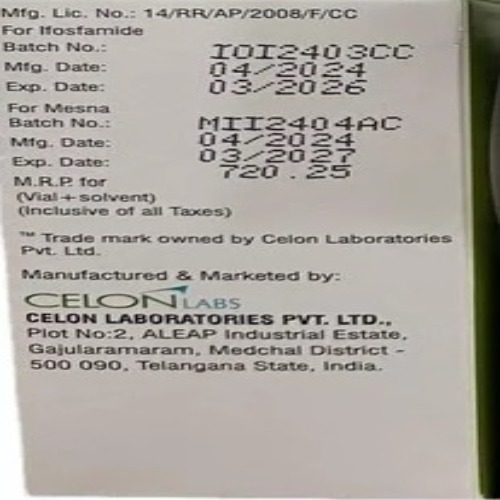 Mfg. Lic. No.: 14/RR/AP/2008/F/CC
For Ifosfamide
Batch No.: IOI2403CC
Mfg. Date: 04/2024
Exp. Date: 03/2026
For Mesna
Batch No.: MII2404AC
Mfg. Date: 04/2024
Exp. Date: 03/2027
M.R.P. for 720.25
(Vial + solvent)
(Inclusive of all Taxes)
™ Trade mark owned by Celon Laboratories
Pvt. Ltd.
Manufactured & Marketed by:
CELON LABS
CELON LABORATORIES PVT. LTD.,
Plot No:2, ALEAP Industrial Estate,
Gajularamaram, Medchal District -
500 090, Telangana State, India.